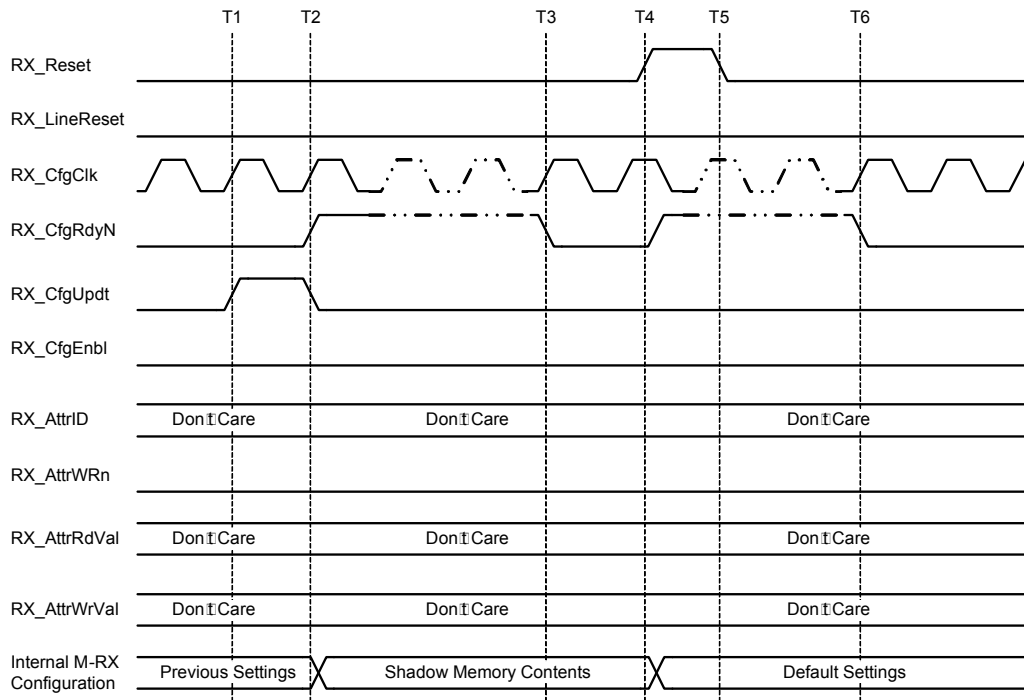 T1 T2 T3 T4 T5 T6
RX_Reset
RX_LineReset
RX_CfgClk
RX_CfgRdyN
RX_CfgUpdt
RX_CfgEnbl
RX_AttrID Don Care Don Care Don Care
RX_AttrWRn
RX_AttrRdVal Don Care Don Care Don Care
RX_AttrWrVal Don Care Don Care Don Care
Internal M-RX
Configuration Previous Settings Shadow Memory Contents Default Settings